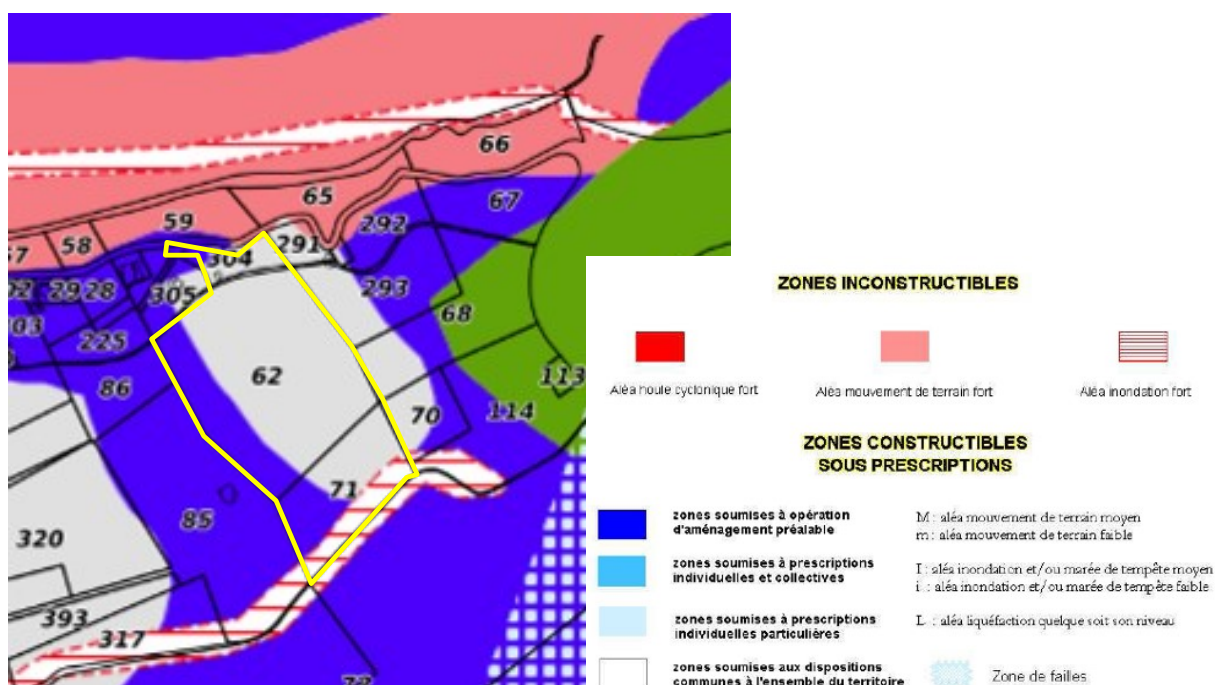 66
65
67
59
292
58
291
304
293
305
29
28
68
225
62
86
113
70
114
71
85
320
393
317
ZONES INCONSTRUCTIBLES
Aléa houle cyclonique fort
Aléa mouvement de terrain fort
Aléa inondation fort
ZONES CONSTRUCTIBLES
SOUS PRESCRIPTIONS
zones soumises à opération
d'aménagement préalable
M : aléa mouvement de terrain moyen
m : aléa mouvement de terrain faible
zones soumises à prescriptions
individuelles et collectives
I : aléa inondation et/ou marée de tempête moyen
i : aléa inondation et/ou marée de tempête faible
zones soumises à prescriptions
individuelles particulières
L : aléa liquéfaction quelque soit son niveau
zones soumises aux dispositions
communes à l'ensemble du territoire
Zone de failles